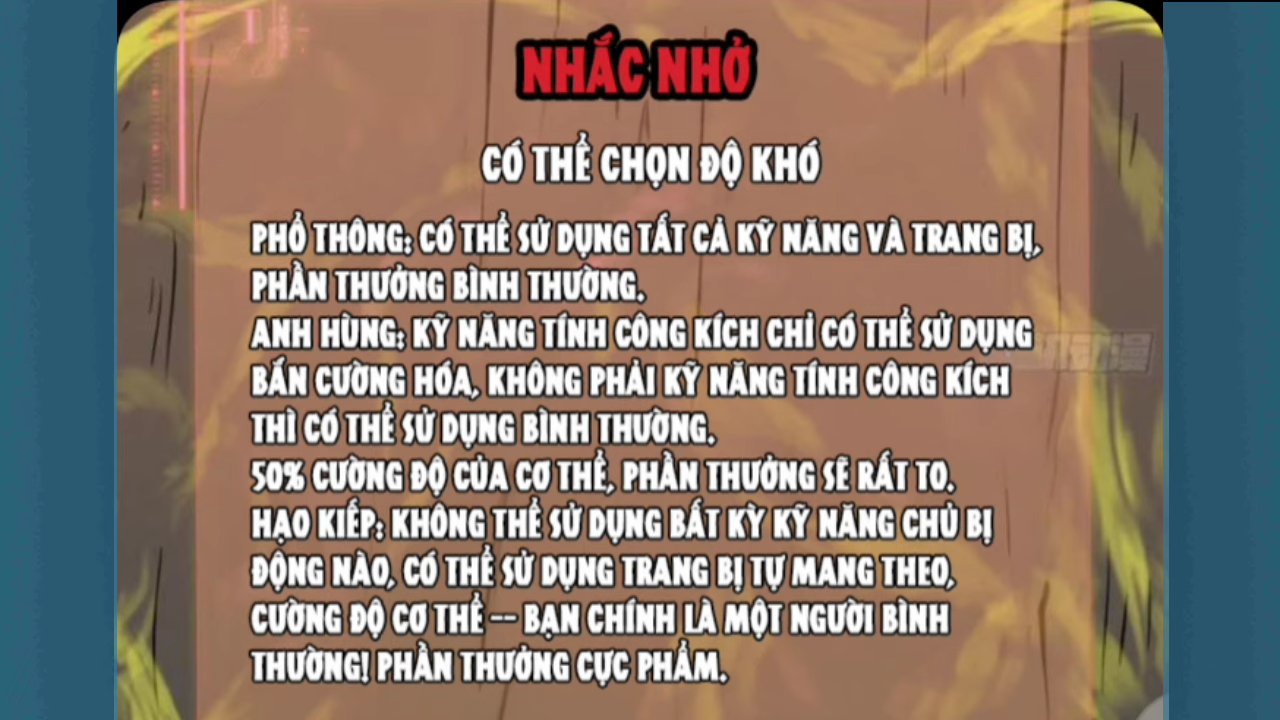 NHẮC NHỞ
CÓ THỂ CHỌN ĐỘ KHÓ
PHỔ THÔNG: CÓ THỂ SỬ DỤNG TẤT CẢ KỸ NĂNG VÀ TRANG BỊ,
PHẦN THƯỞNG BÌNH THƯỜNG.
ANH HÙNG: KỸ NĂNG TÍNH CÔNG KÍCH CHỈ CÓ THỂ SỬ DỤNG
BẮN CƯỜNG HÓA, KHÔNG PHẢI KỸ NĂNG TÍNH CÔNG KÍCH
THÌ CÓ THỂ SỬ DỤNG BÌNH THƯỜNG.
50% CƯỜNG ĐỘ CỦA CƠ THỂ, PHẦN THƯỞNG SẼ RẤT TO.
HẠO KIẾP: KHÔNG THỂ SỬ DỤNG BẤT KỲ KỸ NĂNG CHỦ BỊ
ĐỘNG NÀO, CÓ THỂ SỬ DỤNG TRANG BỊ TỰ MANG THEO,
CƯỜNG ĐỘ CƠ THỂ -- BẠN CHÍNH LÀ MỘT NGƯỜI BÌNH
THƯỜNG! PHẦN THƯỞNG CỰC PHẨM.